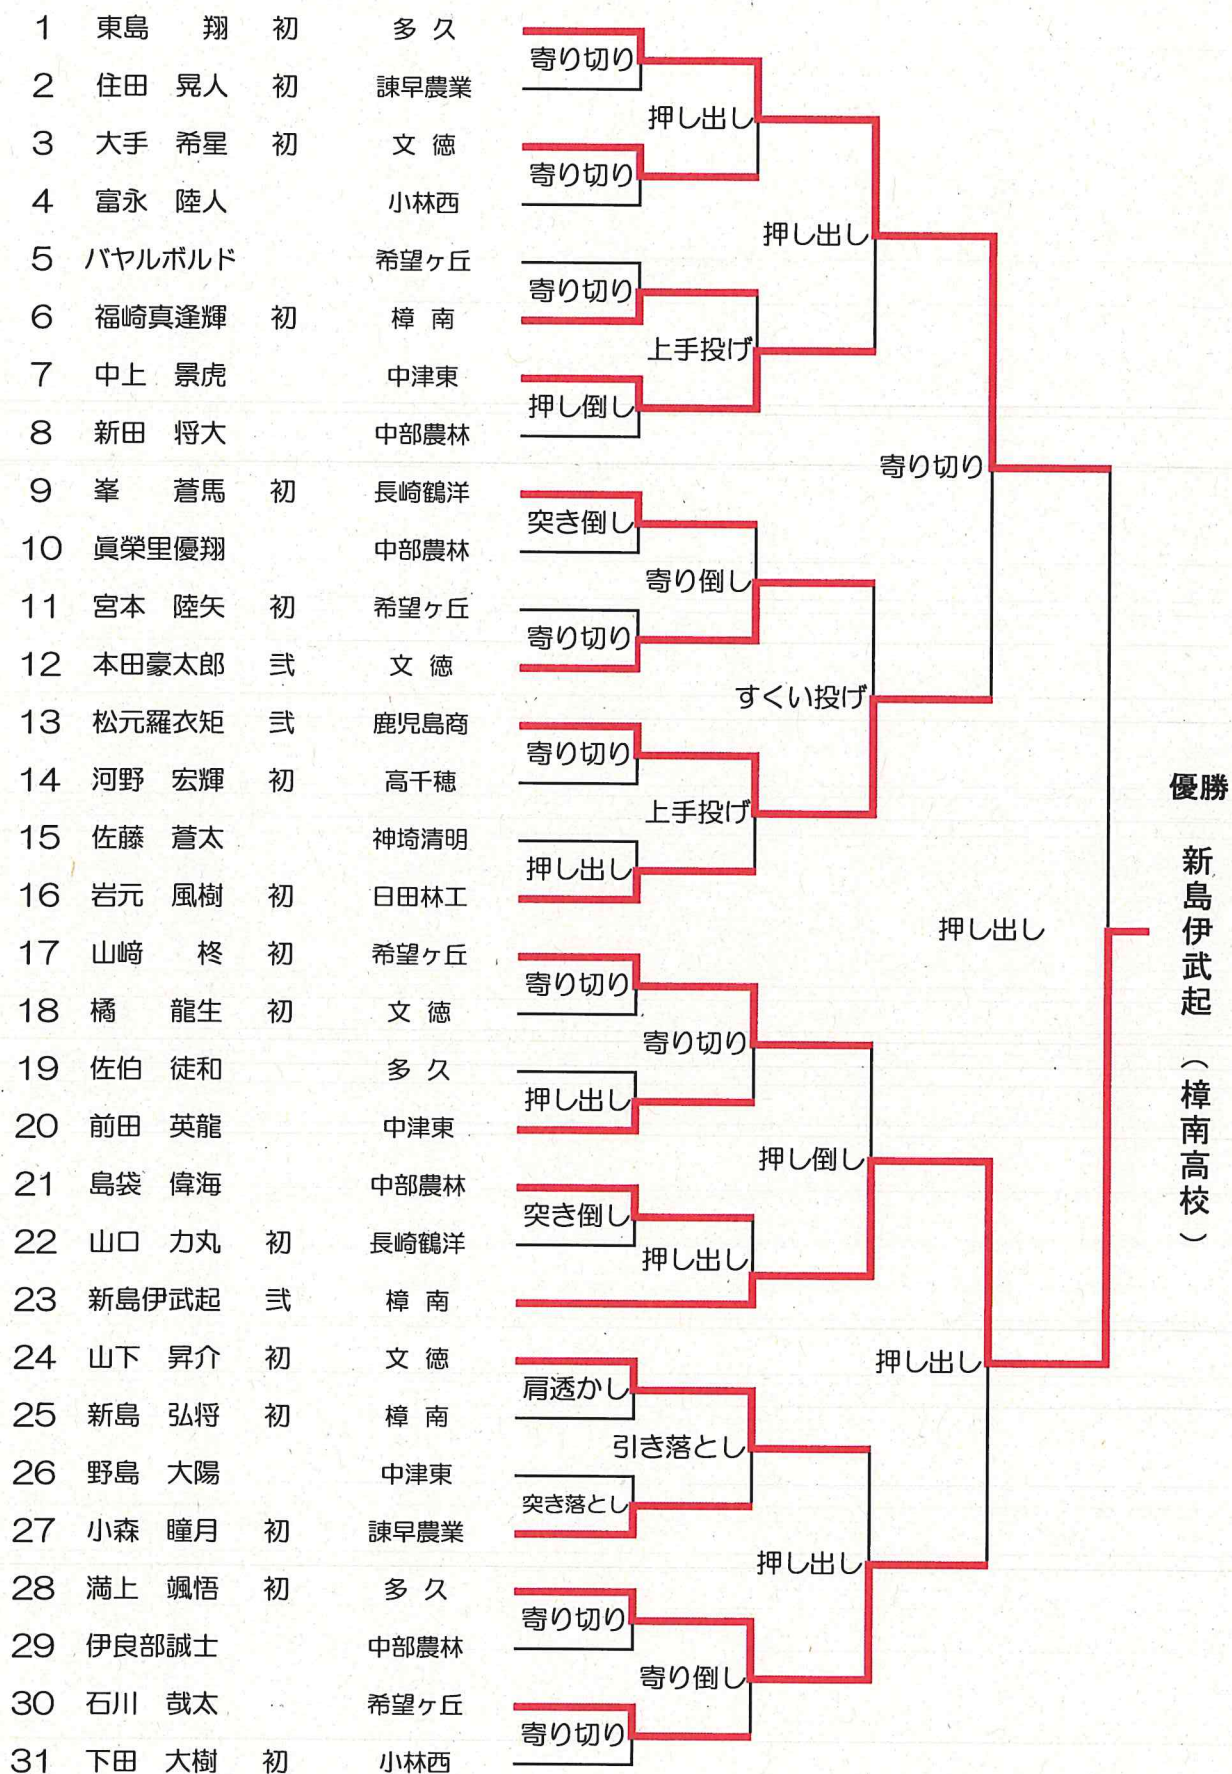 1 東島 翔 初 多久
寄り切り
2 住田 晃人 初 諫早農業
押し出し
3 大手 希星 初 文徳
寄り切り
4 富永 陸人 小林西
押し出し
5 バヤルボルド 希望ヶ丘
寄り切り
6 福崎真逢輝 初 樟南
上手投げ
7 中上 景虎 中津東
押し倒し
8 新田 将大 中部農林
寄り切り
9 峯 蒼馬 初 長崎鶴洋
突き倒し
10 眞榮里優翔 中部農林
寄り倒し
11 宮本 陸矢 初 希望ヶ丘
寄り切り
12 本田豪太郎 弐 文徳
すくい投げ
13 松元羅衣矩 弐 鹿児島商
寄り切り
14 河野 宏輝 初 高千穂
上手投げ
15 佐藤 蒼太 神埼清明
押し出し
16 岩元 風樹 初 日田林工
押し出し
17 山﨑 柊 初 希望ヶ丘
寄り切り
18 橘 龍生 初 文徳
寄り切り
19 佐伯 徒和 多久
押し出し
20 前田 英龍 中津東
押し倒し
21 島袋 偉海 中部農林
突き倒し
22 山口 力丸 初 長崎鶴洋
押し出し
23 新島伊武起 弐 樟南
24 山下 昇介 初 文徳
押し出し
肩透かし
25 新島 弘将 初 樟南
引き落とし
26 野島 大陽 中津東
突き落とし
27 小森 瞳月 初 諫早農業
押し出し
28 満上 颯悟 初 多久
寄り切り
29 伊良部誠士 中部農林
寄り倒し
30 石川 哉太 希望ヶ丘
寄り切り
31 下田 大樹 初 小林西
優勝
新島伊武起（樟南高校）